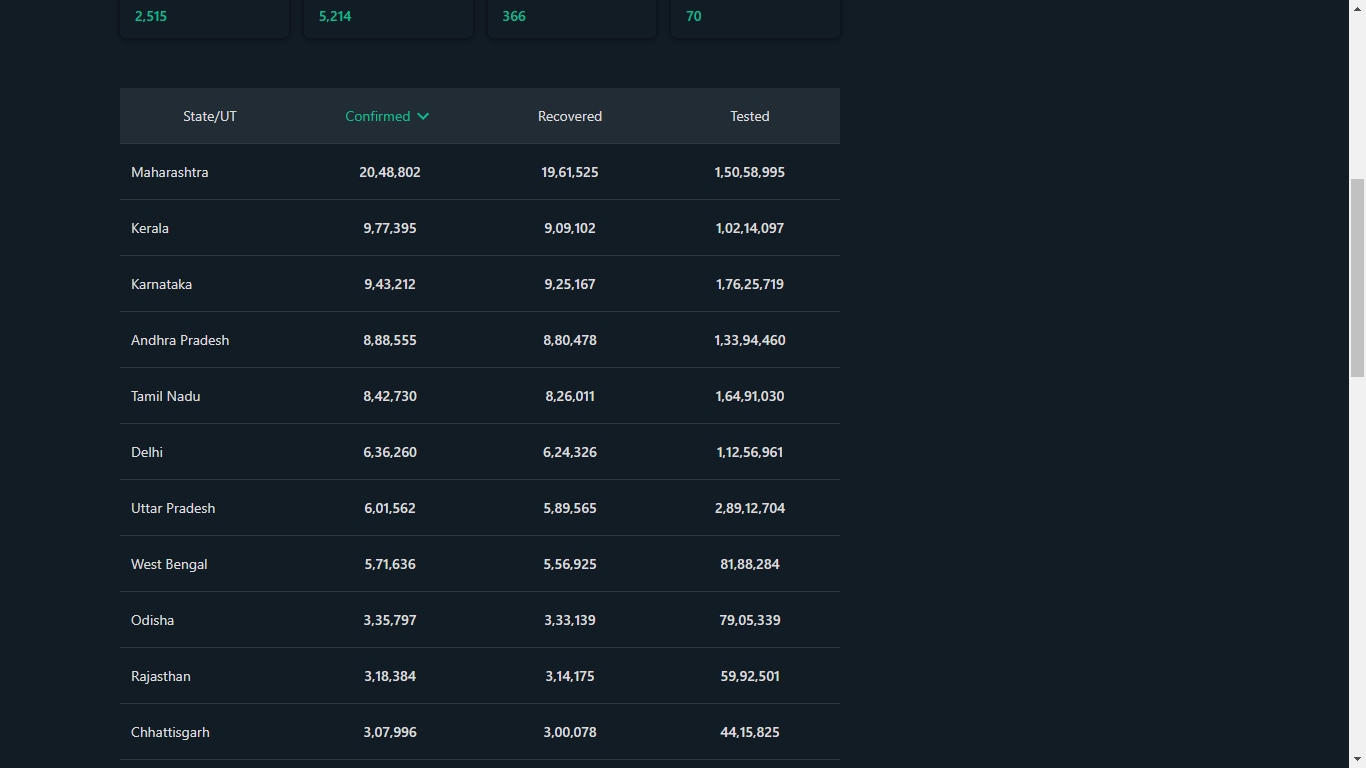 2,515 5,214 366 70
State/UT Confirmed Recovered Tested
Maharashtra 20,48,802 19,61,525 1,50,58,995
Kerala 9,77,395 9,09,102 1,02,14,097
Karnataka 9,43,212 9,25,167 1,76,25,719
Andhra Pradesh 8,88,555 8,80,478 1,33,94,460
Tamil Nadu 8,42,730 8,26,011 1,64,91,030
Delhi 6,36,260 6,24,326 1,12,56,961
Uttar Pradesh 6,01,562 5,89,565 2,89,12,704
West Bengal 5,71,636 5,56,925 81,88,284
Odisha 3,35,797 3,33,139 79,05,339
Rajasthan 3,18,384 3,14,175 59,92,501
Chhattisgarh 3,07,996 3,00,078 44,15,825